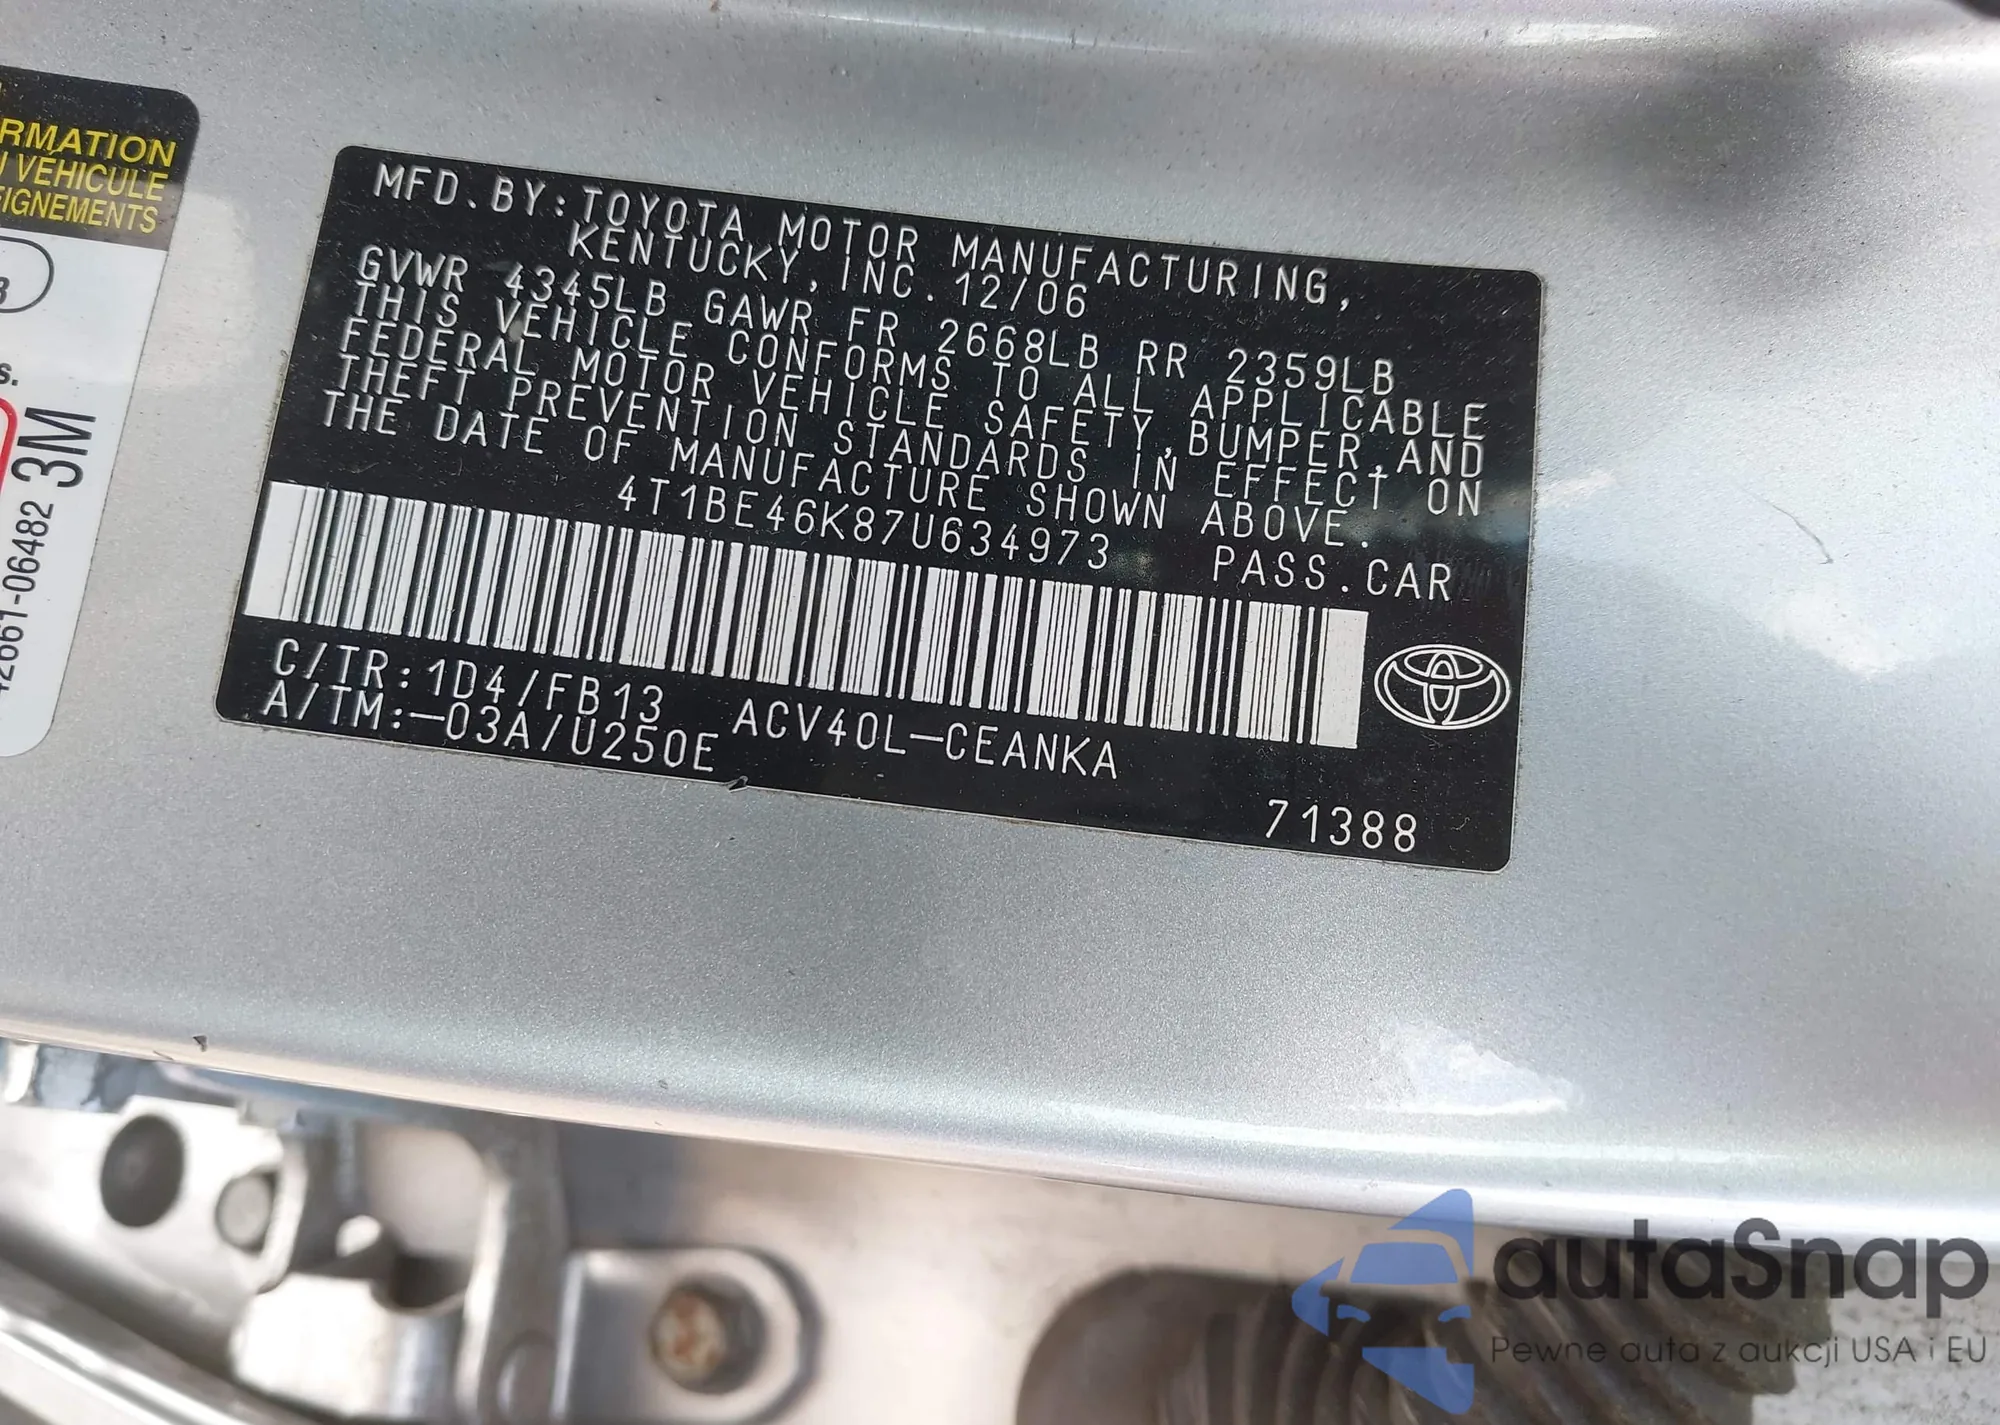 RMATION
VÉHICULE
IGNEMENTS
s.
3M
42661-06482
MFD. BY: TOYOTA MOTOR MANUFACTURING,
KENTUCKY, INC. 12/06
GVWR 4345LB GAWR FR 2668LB RR 2359LB
THIS VEHICLE CONFORMS TO ALL APPLICABLE
FEDERAL MOTOR VEHICLE SAFETY, BUMPER, AND
THEFT PREVENTION STANDARDS IN EFFECT ON
THE DATE OF MANUFACTURE SHOWN ABOVE.
4T1BE46K87U634973 PASS. CAR
C/TR: 1D4/FB13 ACV40L-CEANKA
A/TM:-03A/U250E
71388
autaSnap
Pewne auta z aukcji USA i EU